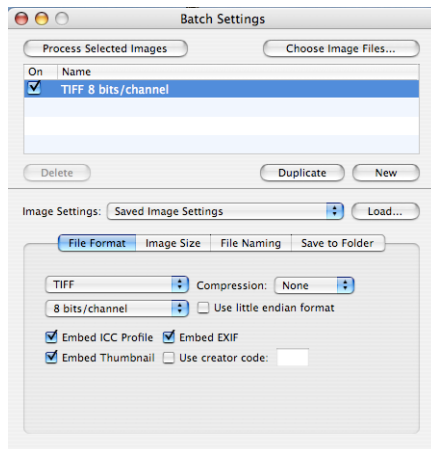 Batch Settings
Process Selected Images Choose Image Files...
On Name
TIFF 8 bits/channel
Delete Duplicate New
Image Settings: Saved Image Settings Load...
File Format Image Size File Naming Save to Folder
TIFF Compression: None
8 bits/channel Use little endian format
Embed ICC Profile Embed EXIF
Embed Thumbnail Use creator code: